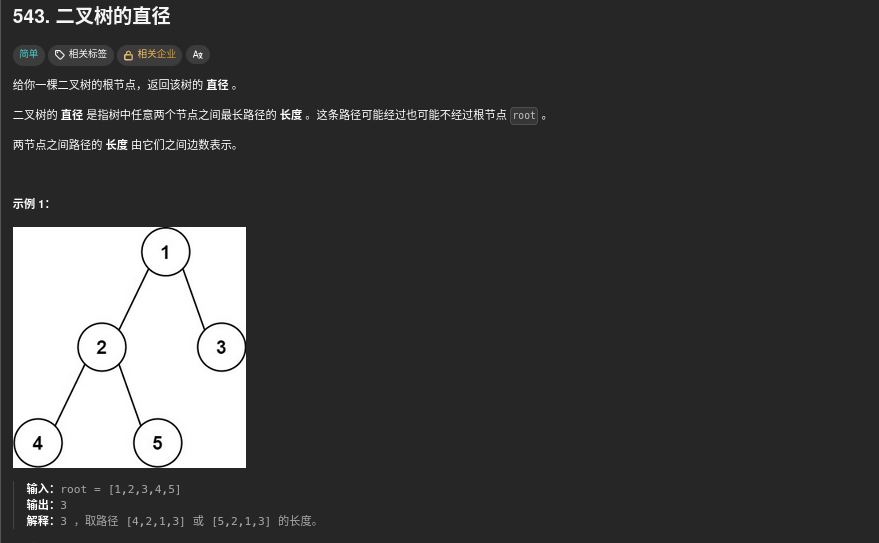 543. 二叉树的直径
简单 相关标签 相关企业 Az
给你一棵二叉树的根节点，返回该树的 直径 。
二叉树的 直径 是指树中任意两个节点之间最长路径的 长度 。这条路径可能经过也可能不经过根节点 root 。
两节点之间路径的 长度 由它们之间边数表示。
示例 1：
1
2 3
4 5
输入：root = [1,2,3,4,5]
输出：3
解释：3 ，取路径 [4,2,1,3] 或 [5,2,1,3] 的长度。